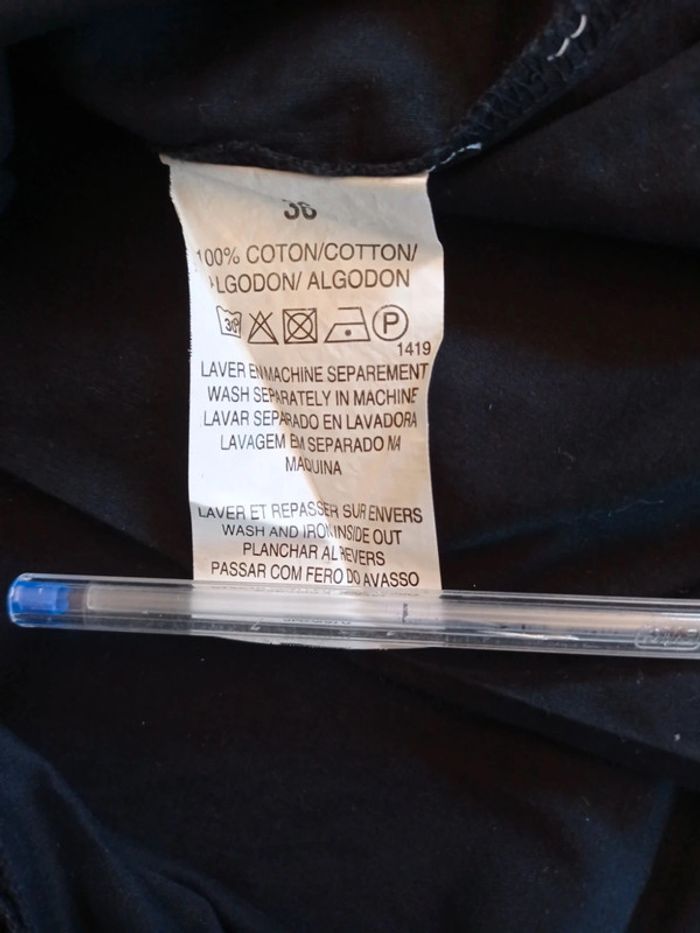 36
100% COTON/COTTON/
ALGODON/ ALGODON
30º
P
1419
LAVER EN MACHINE SEPAREMENT
WASH SEPARATELY IN MACHINE
LAVAR SEPARADO EN LAVADORA
LAVAGEM EM SEPARADO NA
MAQUINA
LAVER ET REPASSER SUR ENVERS
WASH AND IRON INSIDE OUT
PLANCHAR AL REVERS
PASSAR COM FERO DO AVASSO